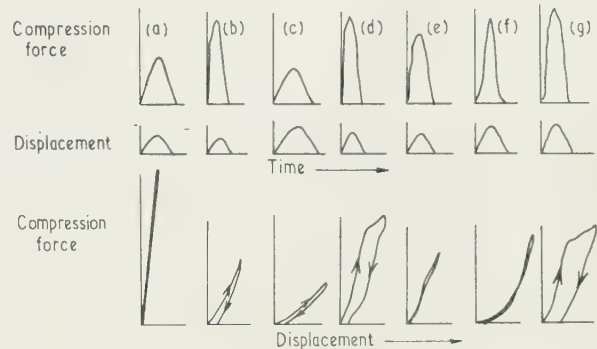 Compression force
(a) (b) (c) (d) (e) (f) (g)
Displacement
Time
Compression force
Displacement